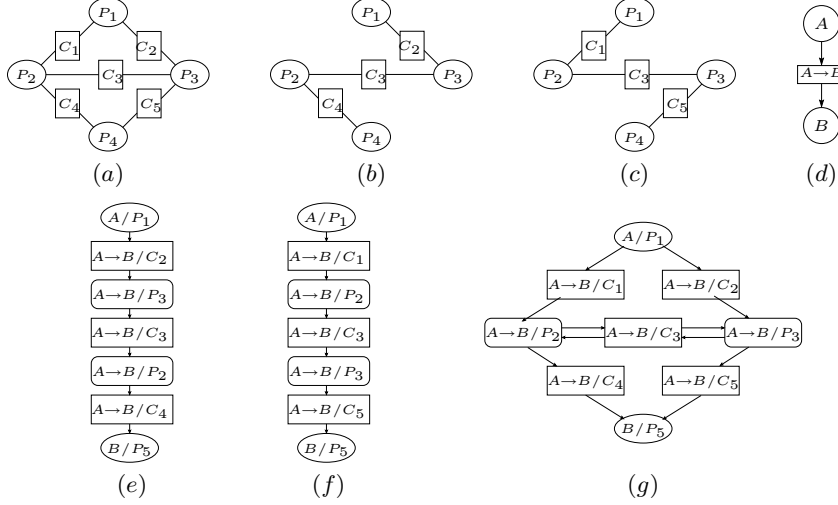 P1
C1 C2
P2 C3 P3
C4 C5
P4
(a)
P1
C2
P2 C3 P3
C4
P4
(b)
P1
C1
P2 C3 P3
C5
P4
(c)
A
A→B
B
(d)
A/P1
A→B/C2
A→B/P3
A→B/C3
A→B/P2
A→B/C4
B/P5
(e)
A/P1
A→B/C1
A→B/P2
A→B/C3
A→B/P3
A→B/C5
B/P5
(f)
A/P1
A→B/C1 A→B/C2
A→B/P2 A→B/C3 A→B/P3
A→B/C4 A→B/C5
B/P5
(g)